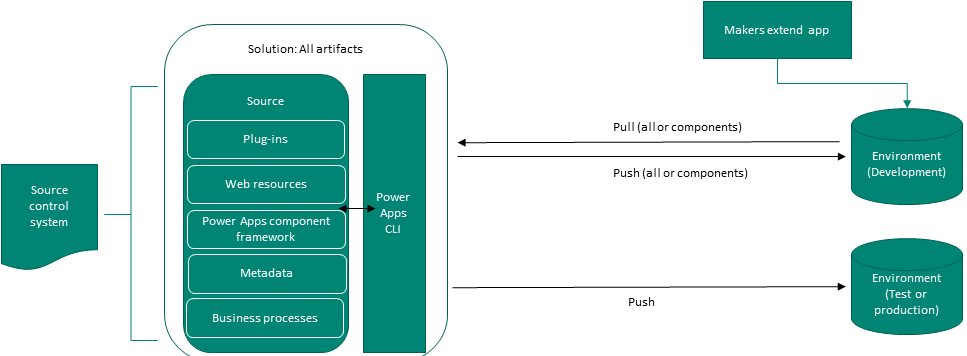 Makers extend app
Solution: All artifacts
Source
Plug-ins
Web resources
Power Apps component
framework
Metadata
Business processes
Power
Apps
CLI
Source
control
system
Pull (all or components)
Push (all or components)
Environment
(Development)
Push
Environment
(Test or
production)